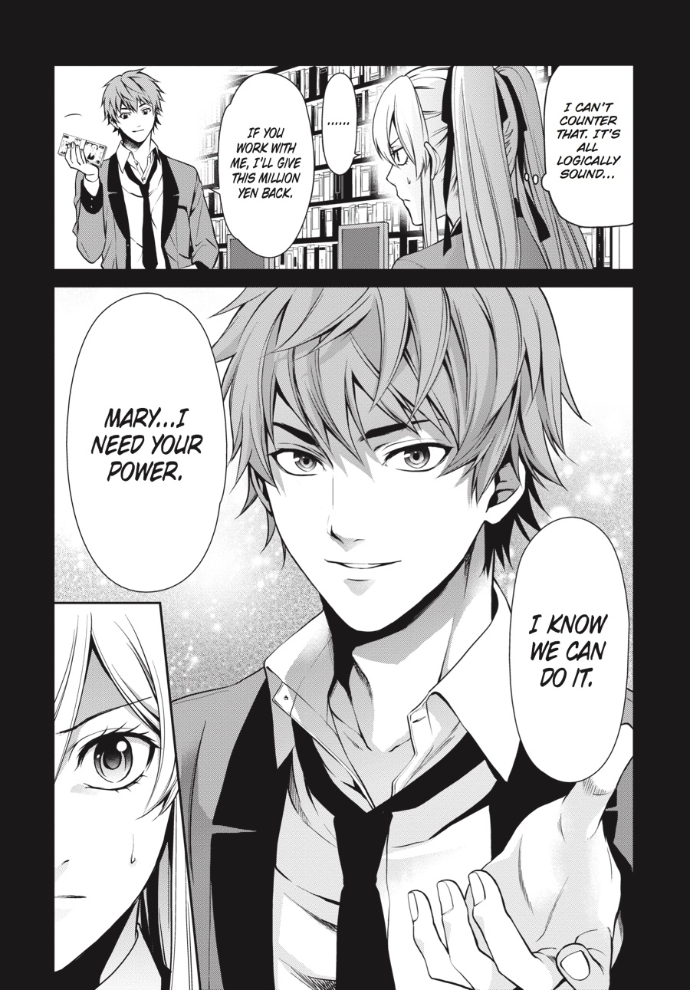 I CAN'T
COUNTER
THAT. IT'S
ALL
LOGICALLY
SOUND...
......
IF YOU
WORK WITH
ME, I'LL GIVE
THIS MILLION
YEN BACK.
MARY...I
NEED YOUR
POWER.
I KNOW
WE CAN
DO IT.